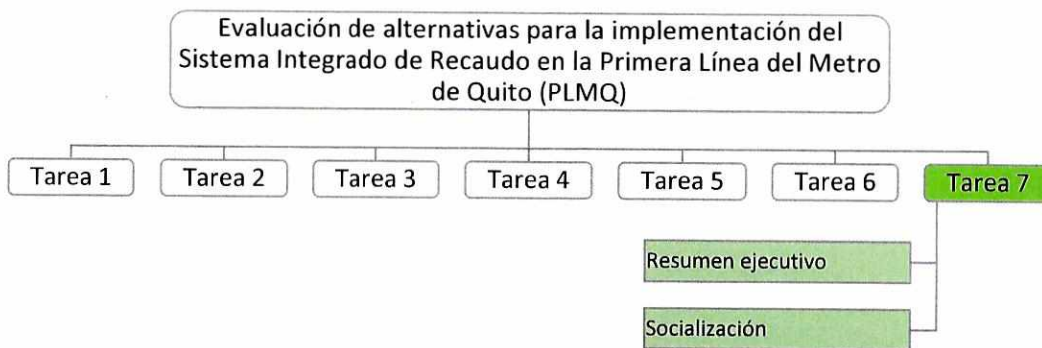 Evaluación de alternativas para la implementación del
Sistema Integrado de Recaudo en la Primera Línea del Metro
de Quito (PLMQ)
Tarea 1
Tarea 2
Tarea 3
Tarea 4
Tarea 5
Tarea 6
Tarea 7
Resumen ejecutivo
Socialización